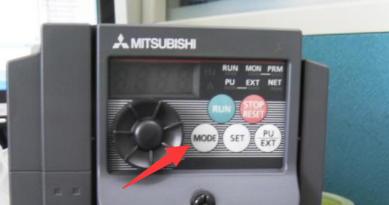 MITSUBISHI
RUN MON PRM
PU EXT NET
RUN STOP RESET
MODE SET PU EXT